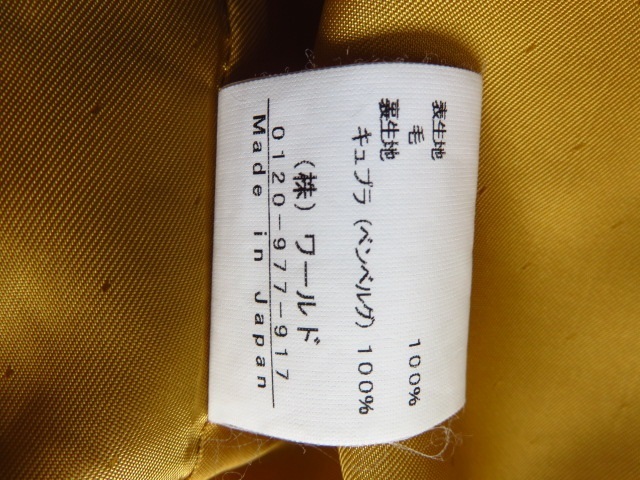 表生地
毛 100%
裏生地
キュプラ（ベンベルグ）100%
（株）ワールド
0120-977-917
Made in Japan